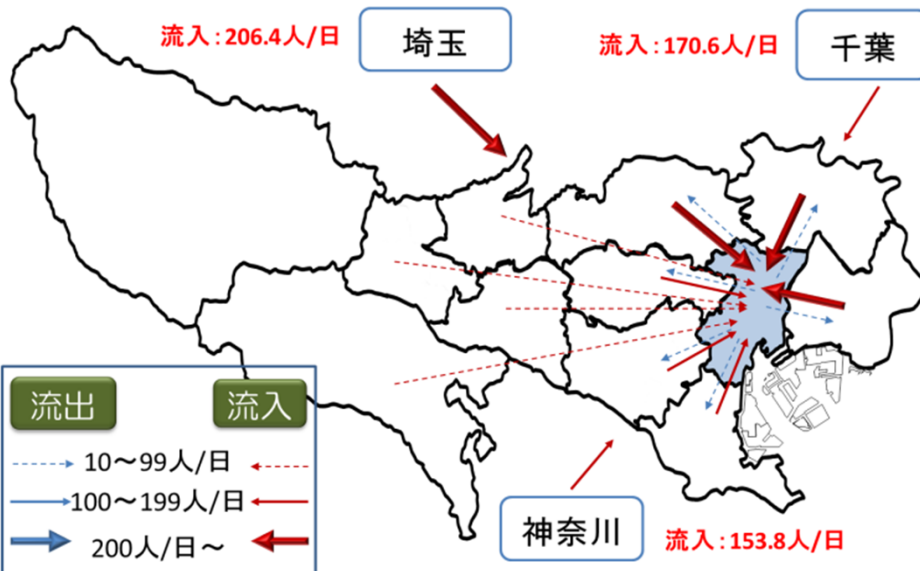 流入：206.4人/日
埼玉
流入：170.6人/日
千葉
流出
流入
10～99人/日
100～199人/日
200人/日～
神奈川
流入：153.8人/日